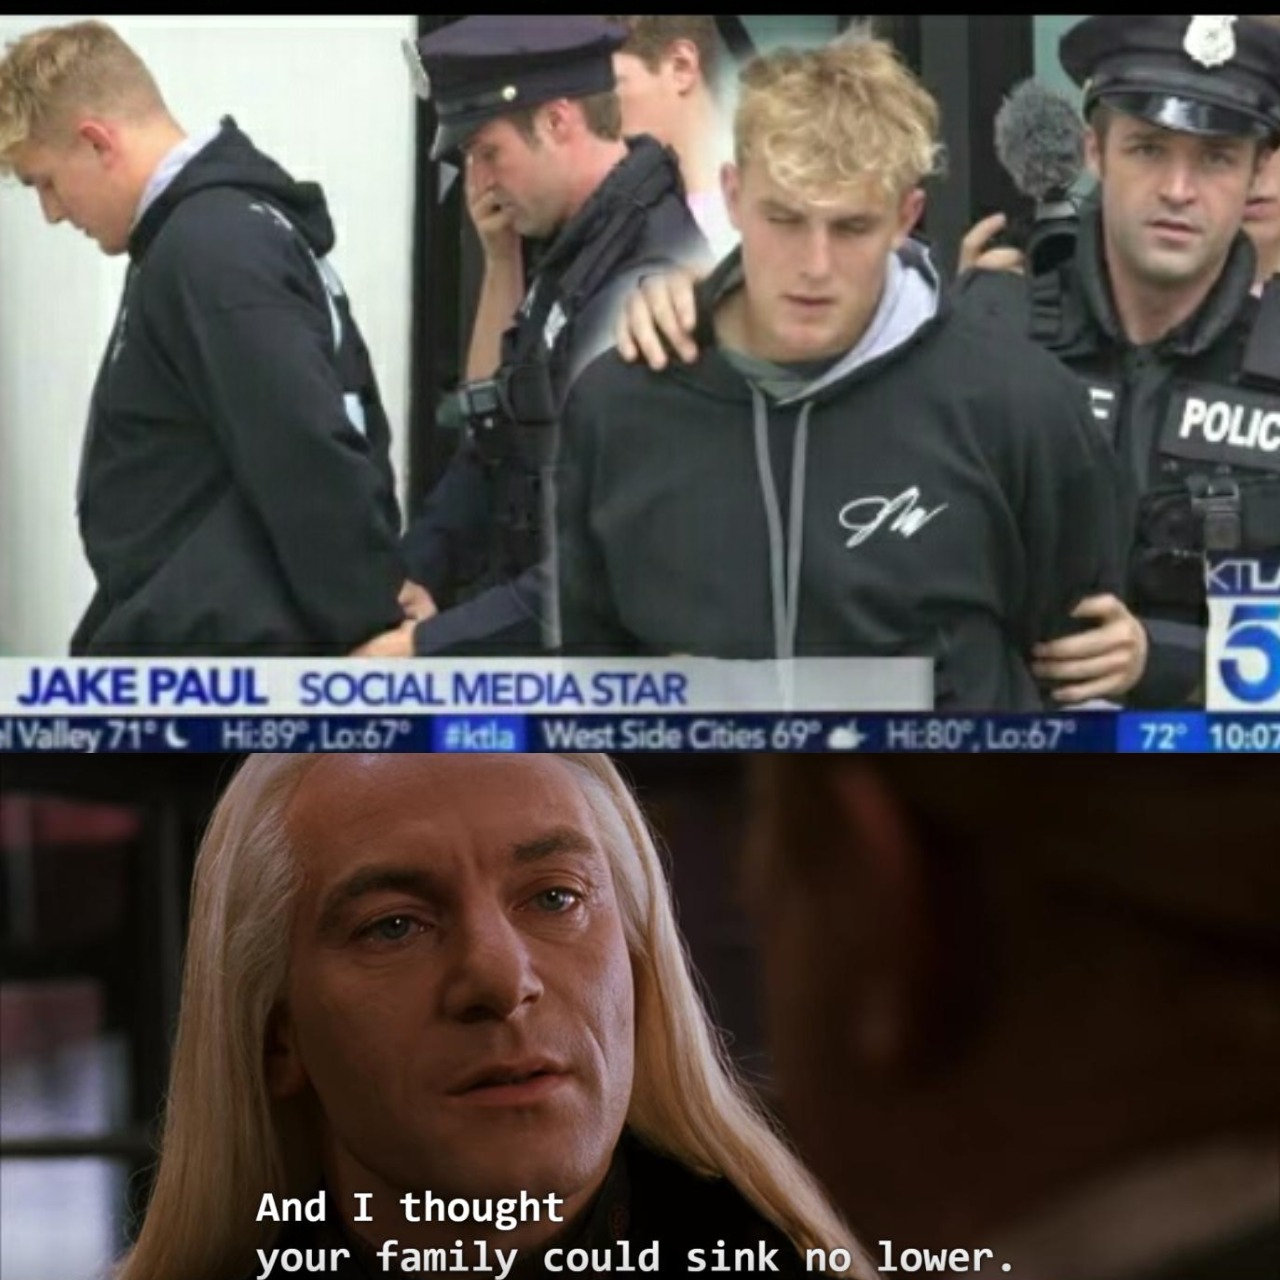 POLIC
KTLA
5
JAKE PAUL SOCIAL MEDIA STAR
el Valley 71° Hi:89°, Lo:67° #ktla West Side Cities 69° Hi:80°, Lo:67° 72° 10:07
And I thought
your family could sink no lower.